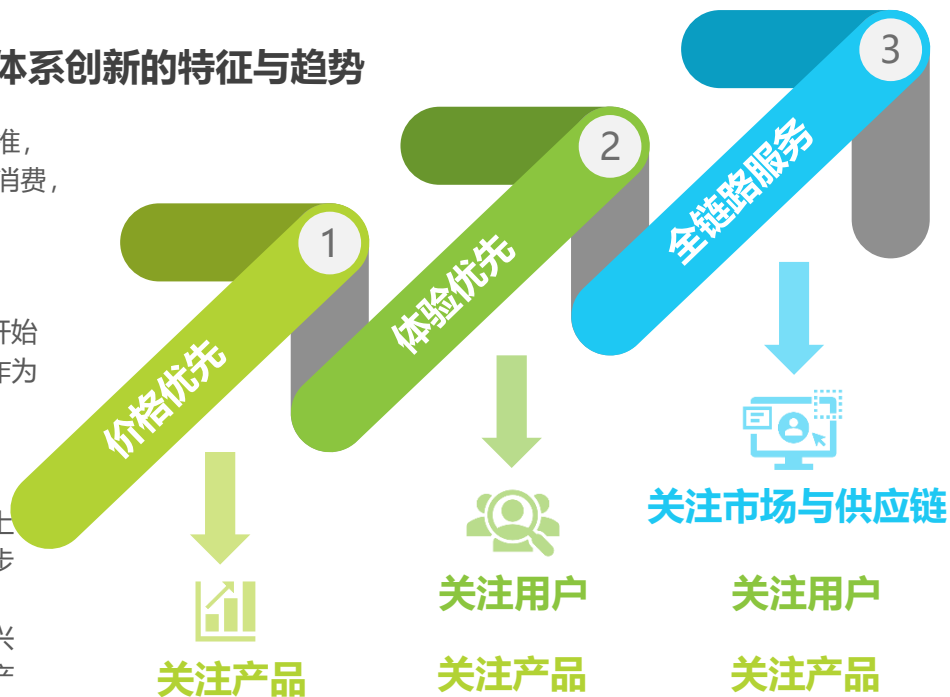 体系创新的特征与趋势
准，
消费，
开始
作为
上
步
兴
1
价格优先
2
体验优先
3
全链路服务
关注产品
关注用户
关注产品
关注市场与供应链
关注用户
关注产品